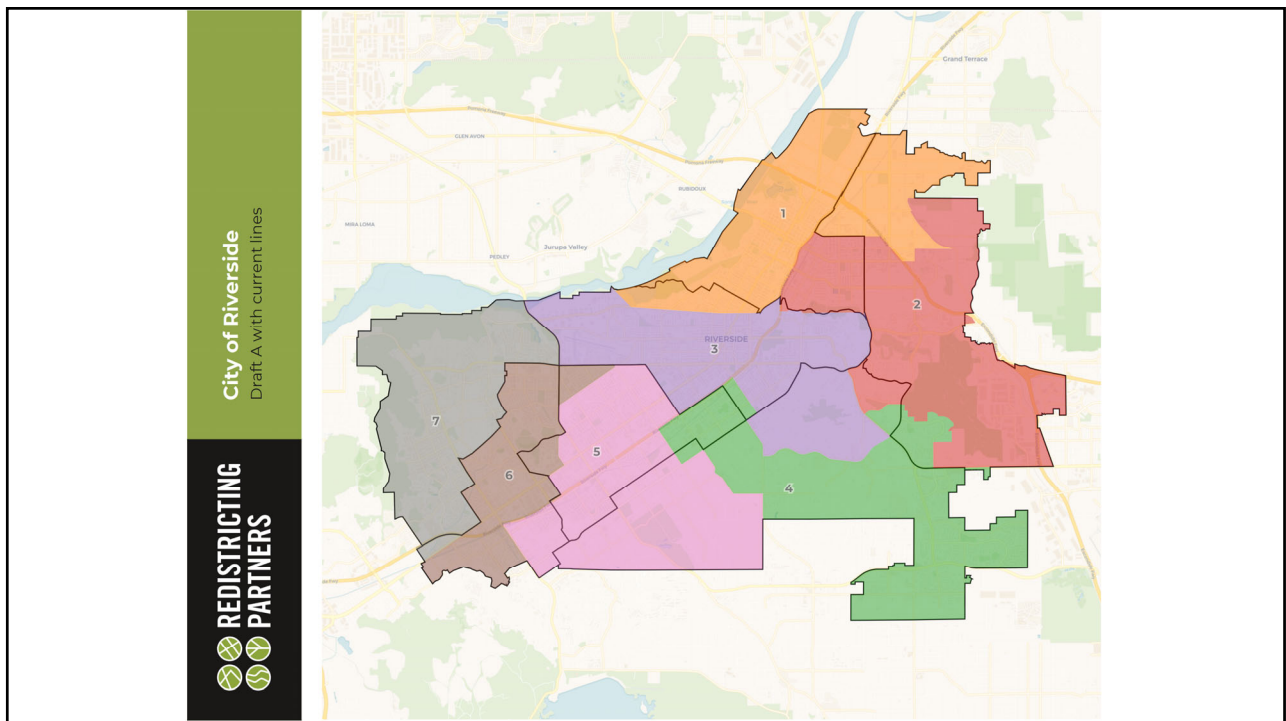 City of Riverside
Draft A with current lines
REDISTRICTING
PARTNERS
Grand Terrace
GLEN AVON
RUBIDOUX
MIRA LOMA
Jurupa Valley
PEDLEY
1
2
RIVERSIDE
3
7
5
6
4